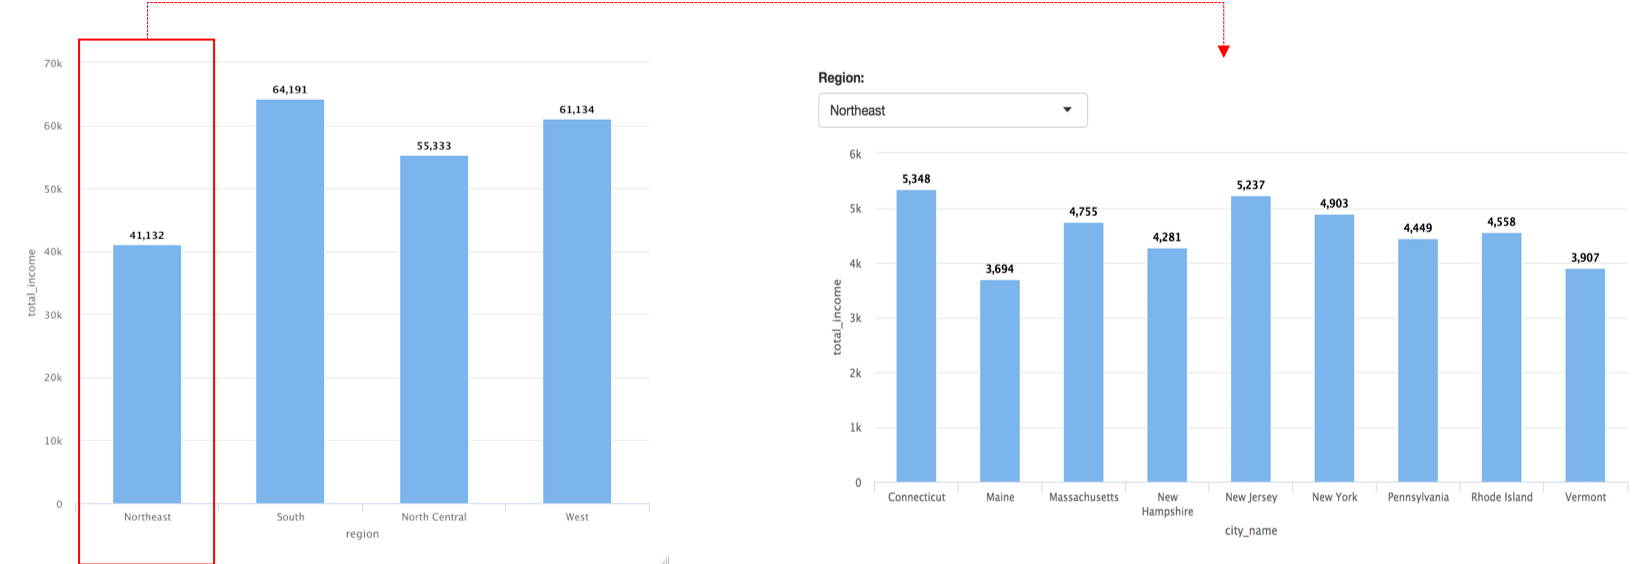 70k
60k
50k
40k
30k
20k
10k
0
total_income
41,132
64,191
55,333
61,134
Northeast
South
North Central
West
region
Region:
Northeast
6k
5k
4k
3k
2k
1k
0
total_income
5,348
3,694
4,755
4,281
5,237
4,903
4,449
4,558
3,907
Connecticut
Maine
Massachusetts
New
Hampshire
New Jersey
New York
Pennsylvania
Rhode Island
Vermont
city_name